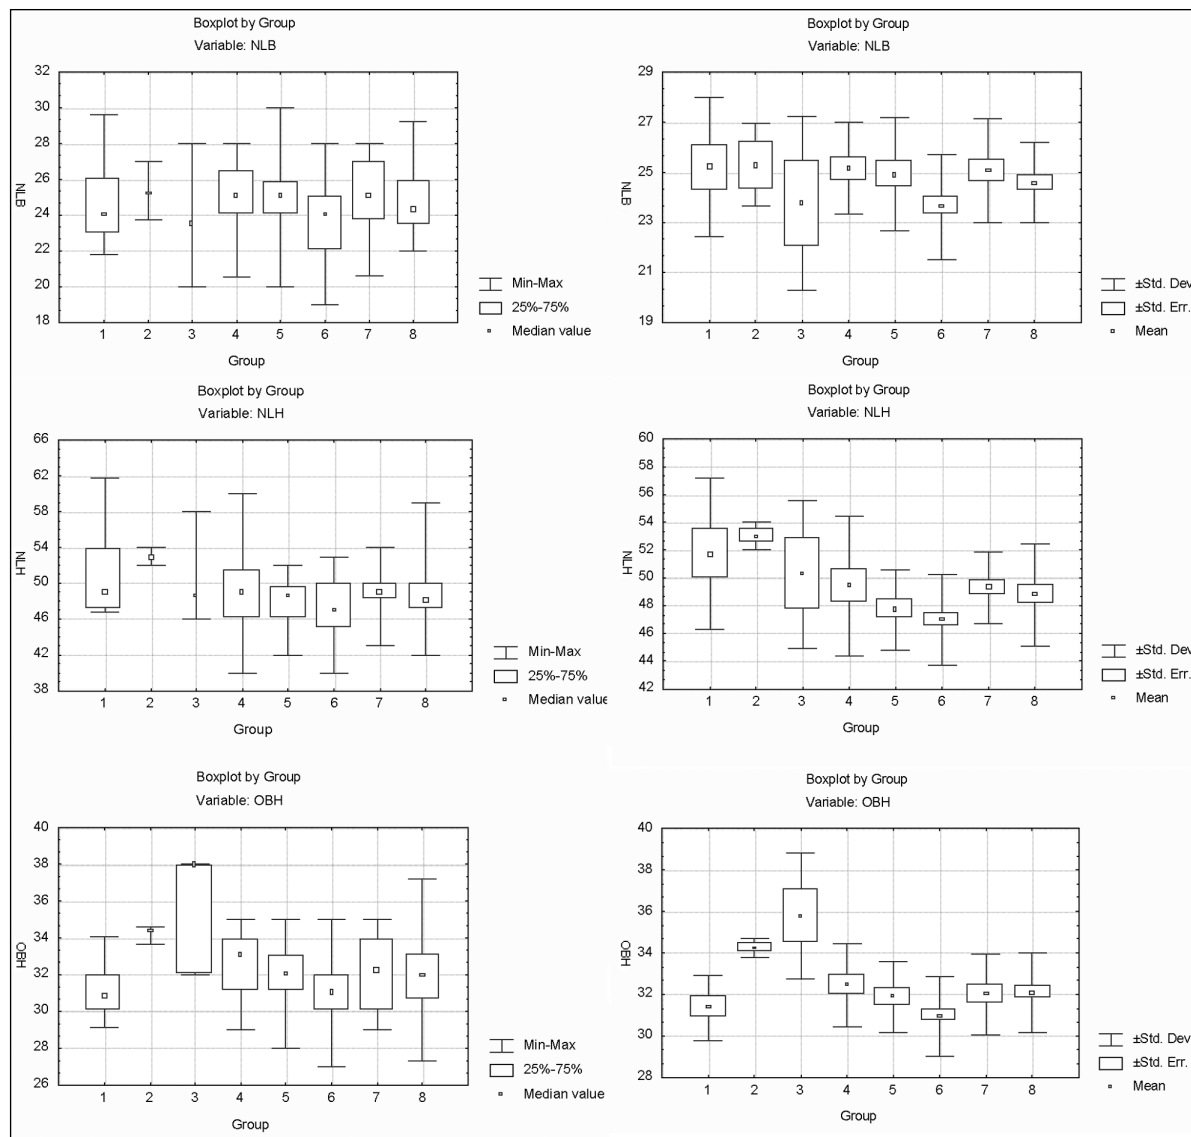 Boxplot by Group
Variable: NLB
32
30
28
26
24
22
20
18
NLB
1 2 3 4 5 6 7 8
Group
Min-Max
25%-75%
Median value
Boxplot by Group
Variable: NLB
29
27
25
23
21
19
NLB
1 2 3 4 5 6 7 8
Group
±Std. Dev
±Std. Err.
Mean
Boxplot by Group
Variable: NLH
66
62
58
54
50
46
42
38
NLH
1 2 3 4 5 6 7 8
Group
Min-Max
25%-75%
Median value
Boxplot by Group
Variable: NLH
60
58
56
54
52
50
48
46
44
42
NLH
1 2 3 4 5 6 7 8
Group
±Std. Dev
±Std. Err.
Mean
Boxplot by Group
Variable: OBH
40
38
36
34
32
30
28
26
OBH
1 2 3 4 5 6 7 8
Group
Min-Max
25%-75%
Median value
Boxplot by Group
Variable: OBH
40
38
36
34
32
30
28
OBH
1 2 3 4 5 6 7 8
Group
±Std. Dev
±Std. Err.
Mean